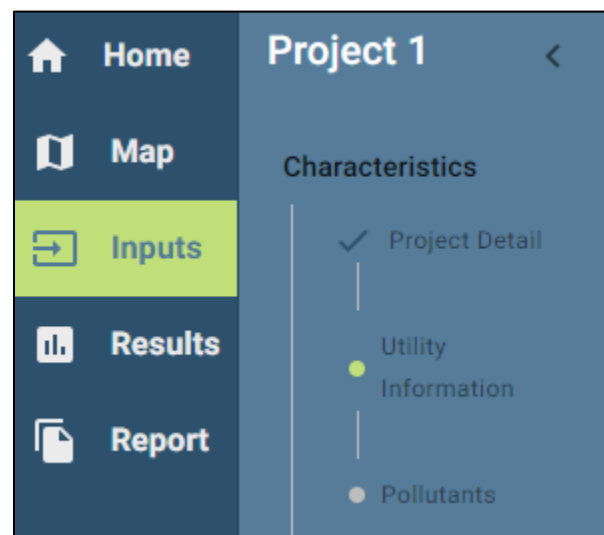 Home
Map
Inputs
Results
Report
Project 1
Characteristics
Project Detail
Utility
Information
Pollutants